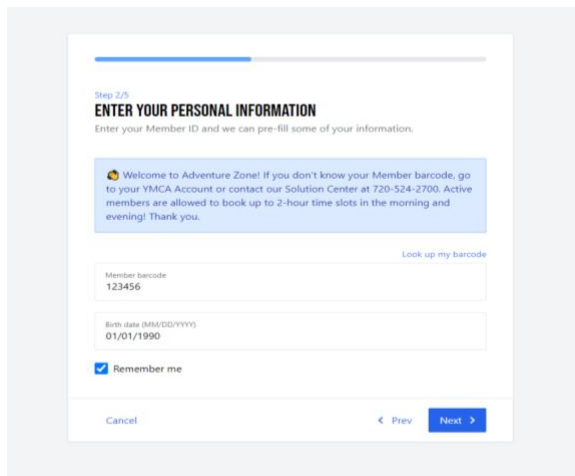 Step 2/5
ENTER YOUR PERSONAL INFORMATION
Enter your Member ID and we can pre-fill some of your information.
Welcome to Adventure Zone! If you don't know your Member barcode, go
to your YMCA Account or contact our Solution Center at 720-524-2700. Active
members are allowed to book up to 2-hour time slots in the morning and
evening! Thank you.
Look up my barcode
Member barcode
123456
Birth date (MM/DD/YYYY)
01/01/1990
Remember me
Cancel
Prev
Next